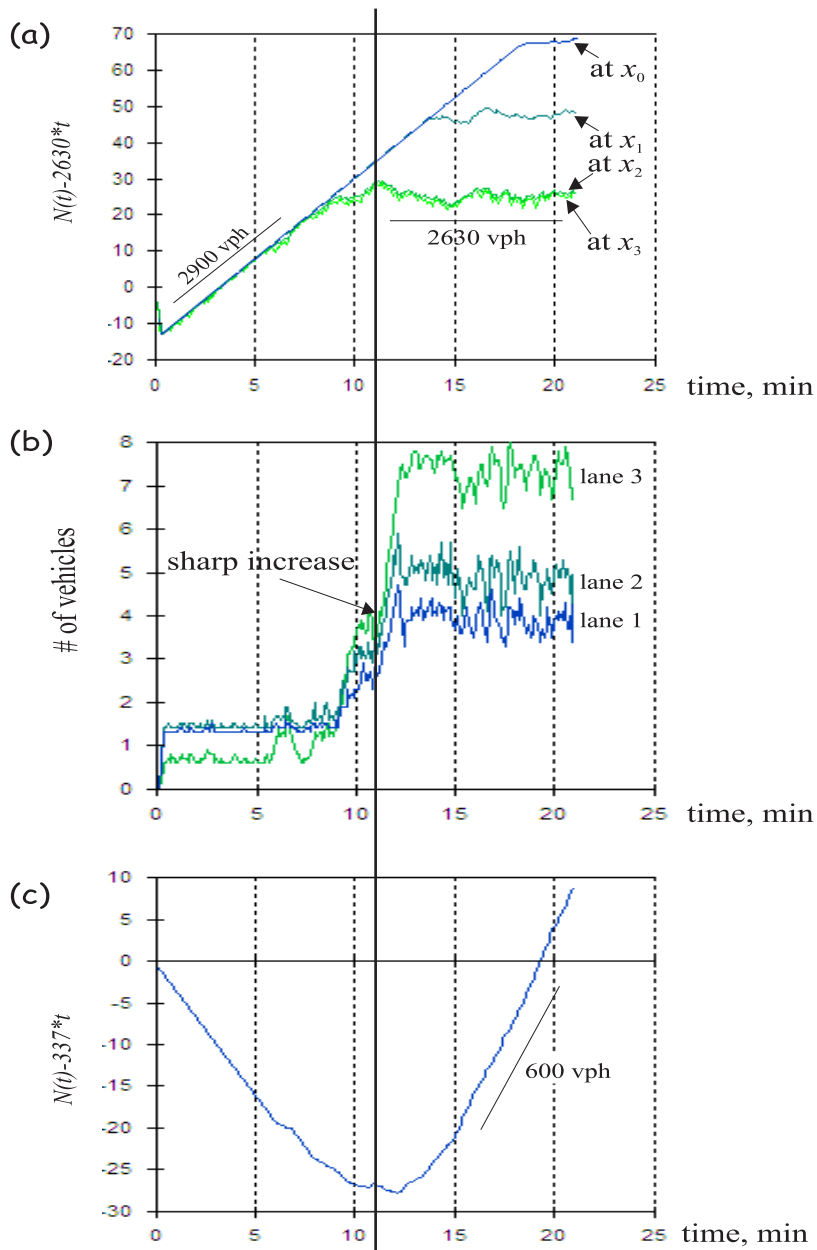 (a)
N(t)-2630*t
70
60
50
40
30
20
10
0
-10
-20
2900 vph
2630 vph
at x0
at x1
at x2
at x3
0 5 10 15 20 25
time, min
(b)
# of vehicles
8
7
6
5
4
3
2
1
0
sharp increase
lane 3
lane 2
lane 1
0 5 10 15 20 25
time, min
(c)
N(t)-337*t
10
5
0
-5
-10
-15
-20
-25
-30
600 vph
0 5 10 15 20 25
time, min